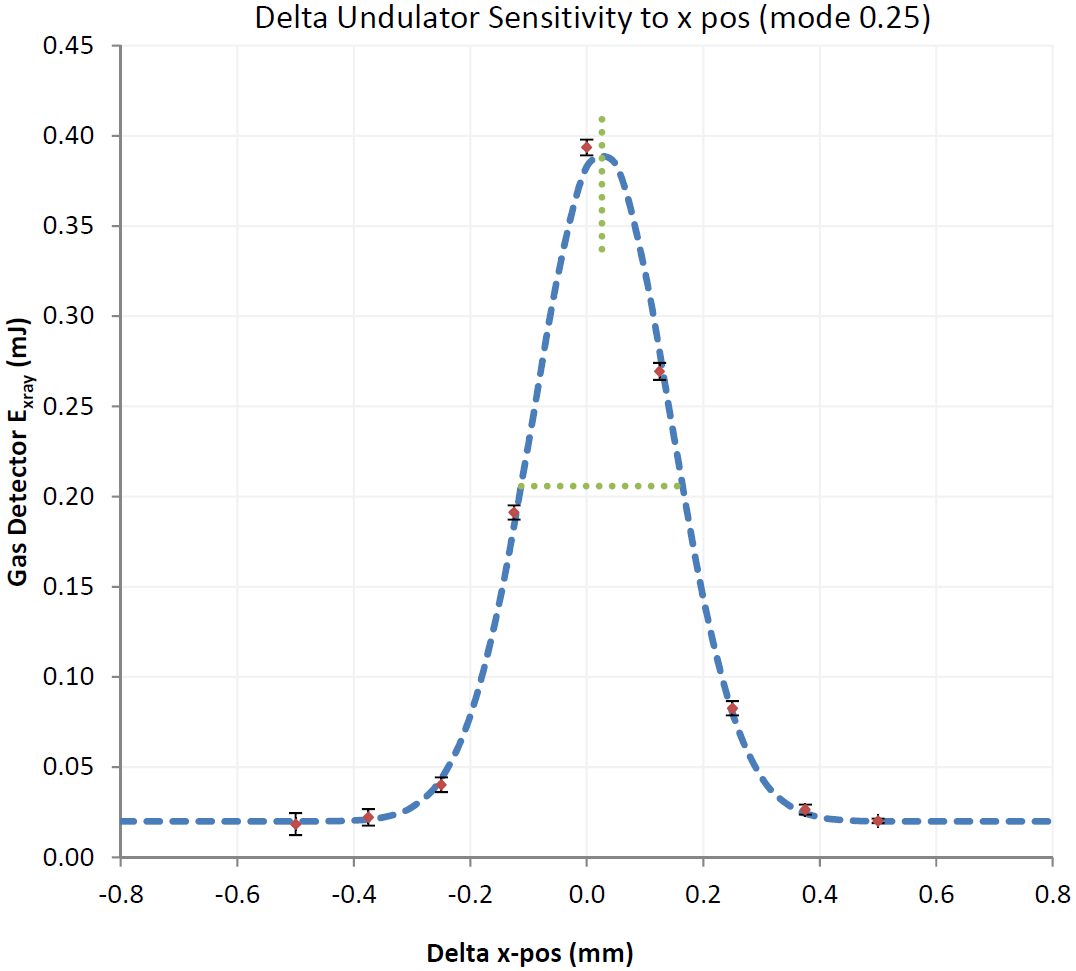 Delta Undulator Sensitivity to x pos (mode 0.25)
0.45
0.40
0.35
0.30
0.25
0.20
0.15
0.10
0.05
0.00
Gas Detector Exray (mJ)
-0.8 -0.6 -0.4 -0.2 0.0 0.2 0.4 0.6 0.8
Delta x-pos (mm)